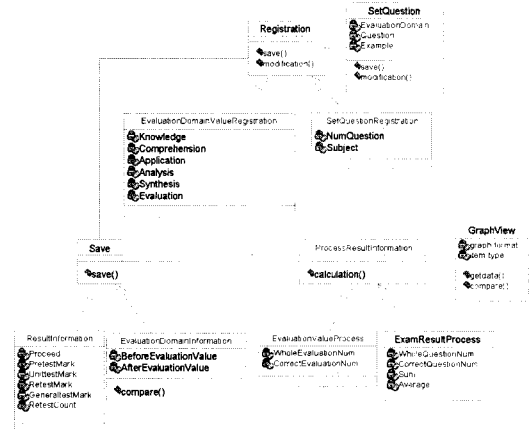 SetQuestion
EvaluationDomain
Question
Example
save()
modification()
Registration
save()
modification()
EvaluationDomainValueRegistration
Knowledge
Comprehension
Application
Analysis
Synthesis
Evaluation
SetQuestionRegistration
NumQuestion
Subject
Save
save()
ProcessResultInformation
calculation()
GraphView
graph format
item type
getdata()
compare()
ResultInformation
Proceed
PretestMark
UnittestMark
RetestMark
GeneraltestMark
RetestCount
EvaluationDomainInformation
BeforeEvaluationValue
AfterEvaluationValue
compare()
EvaluationValueProcess
WholeEvaluationNum
CorrectEvaluationNum
ExamResultProcess
WholeQuestionNum
CorrectQuestionNum
Sum
Average